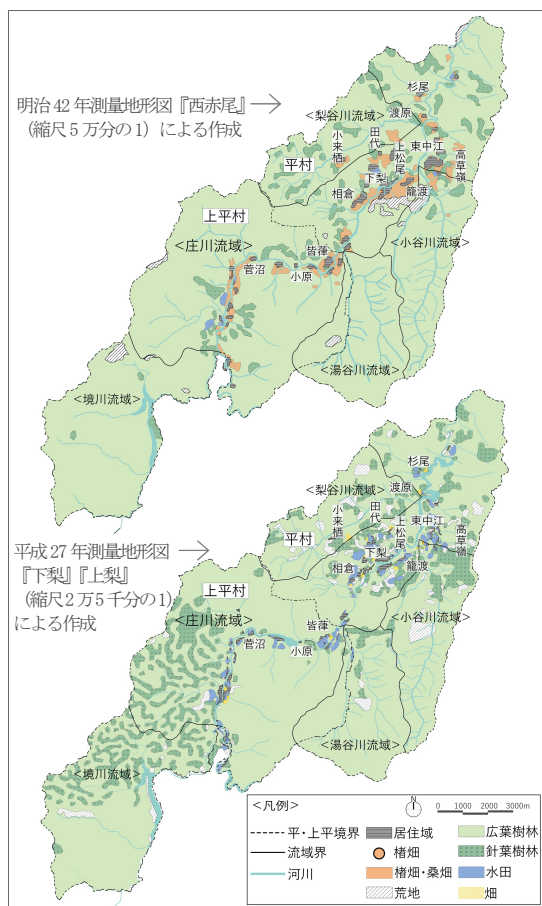 明治 42 年測量地形図『西赤尾』
（縮尺 5 万分の 1）による作成
杉尾
渡原
<梨谷川流域>
田代
小来栖
東中江
上松尾
高草嶺
平村
下梨
相倉
籠渡
上平村
<庄川流域>
皆葎
<小谷川流域>
菅沼
小原
<湯谷川流域>
<境川流域>
杉尾
<梨谷川流域>
渡原
田代
小来栖
東中江
上松尾
高草嶺
平成 27 年測量地形図
『下梨』『上梨』
（縮尺 2 万 5 千分の 1）
による作成
平村
下梨
相倉
籠渡
上平村
<庄川流域>
皆葎
<小谷川流域>
菅沼
小原
<湯谷川流域>
<境川流域>
<凡例>
N
0 1000 2000 3000m
平・上平境界
流域界
河川
居住域
楮畑
楮畑・桑畑
荒地
広葉樹林
針葉樹林
水田
畑